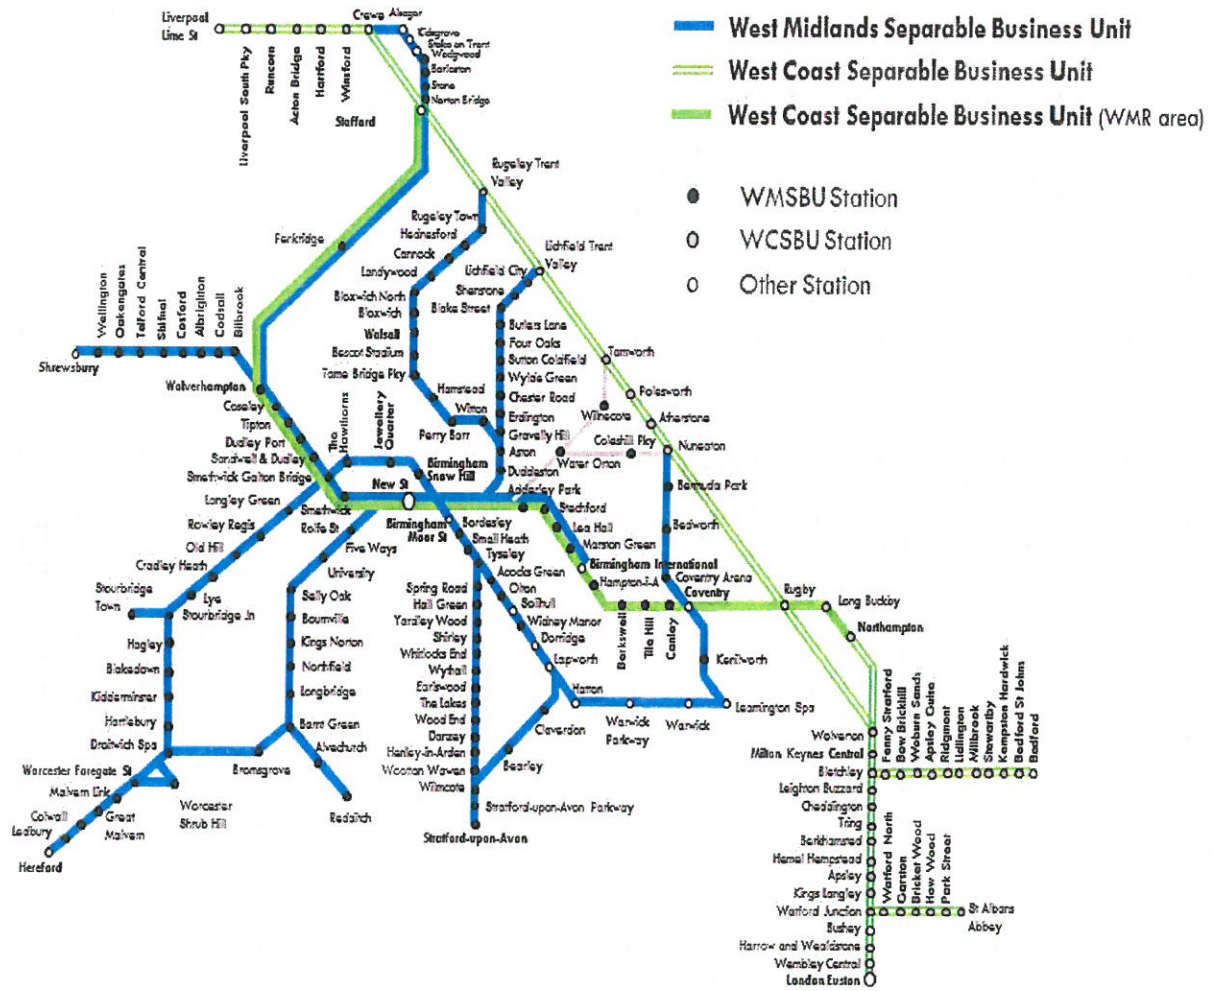 Liverpool
Lime St
Crewe
Alsager
Kidsgrove
Stoke on Trent
Wedgwood
Barlaston
Stone
Norton Bridge
Liverpool South Pky
Runcorn
Acton Bridge
Hartford
Winsford
Stafford
West Midlands Separable Business Unit
West Coast Separable Business Unit
West Coast Separable Business Unit (WMR area)
WMSBU Station
WCSBU Station
Other Station
Rugeley Trent
Valley
Rugeley Town
Hednesford
Cannock
Landywood
Bloxwich North
Bloxwich
Walsall
Bescot Stadium
Tame Bridge Pky
Hamstead
Witton
Perry Barr
Penkridge
Lichfield Trent
Valley
Lichfield City
Shenstone
Blake Street
Butlers Lane
Four Oaks
Sutton Coldfield
Wylde Green
Chester Road
Erdington
Gravelly Hill
Aston
Duddeston
Adderley Park
Wellington
Oakengates
Telford Central
Shifnal
Cosford
Albrighton
Codsall
Bilbrook
Shrewsbury
Wolverhampton
Coseley
Tipton
Dudley Port
Sandwell & Dudley
Smethwick Galton Bridge
The
Hawthorns
Jewellery
Quarter
Birmingham
Snow Hill
New St
Smethwick
Rolfe St
Birmingham
Moor St
Tamworth
Polesworth
Atherstone
Wilnecote
Coleshill Pky
Water Orton
Nuneaton
Bermuda Park
Bedworth
Coventry Arena
Coventry
Stechford
Lea Hall
Marston Green
Birmingham International
Hampton-i-A
Berkswell
Tile Hill
Canley
Kenilworth
Leamington Spa
Warwick
Warwick
Parkway
Hatton
Rugby
Long Buckby
Northampton
Langley Green
Rowley Regis
Old Hill
Cradley Heath
Lye
Stourbridge
Town
Stourbridge Jn
Hagley
Blakedown
Kidderminster
Hartlebury
Droitwich Spa
Worcester Foregate St
Malvern Link
Great
Malvern
Colwall
Ledbury
Hereford
Worcester
Shrub Hill
Bromsgrove
Five Ways
University
Selly Oak
Bournville
Kings Norton
Northfield
Longbridge
Barnt Green
Alvechurch
Redditch
Bordesley
Small Heath
Tyseley
Acocks Green
Olton
Solihull
Widney Manor
Dorridge
Lapworth
Claverdon
Bearley
Spring Road
Hall Green
Yardley Wood
Shirley
Whitlocks End
Wythall
Earlswood
The Lakes
Wood End
Danzey
Henley-in-Arden
Wootton Wawen
Wilmcote
Stratford-upon-Avon Parkway
Stratford-upon-Avon
Wolverton
Milton Keynes Central
Bletchley
Fenny Stratford
Bow Brickhill
Woburn Sands
Apsley Guise
Ridgmont
Lidlington
Millbrook
Stewartby
Kempston Hardwick
Bedford St Johns
Bedford
Leighton Buzzard
Cheddington
Tring
Berkhamsted
Hemel Hempstead
Apsley
Kings Langley
Watford Junction
Watford North
Garston
Bricket Wood
How Wood
Park Street
St Albans
Abbey
Bushey
Harrow and Wealdstone
Wembley Central
London Euston